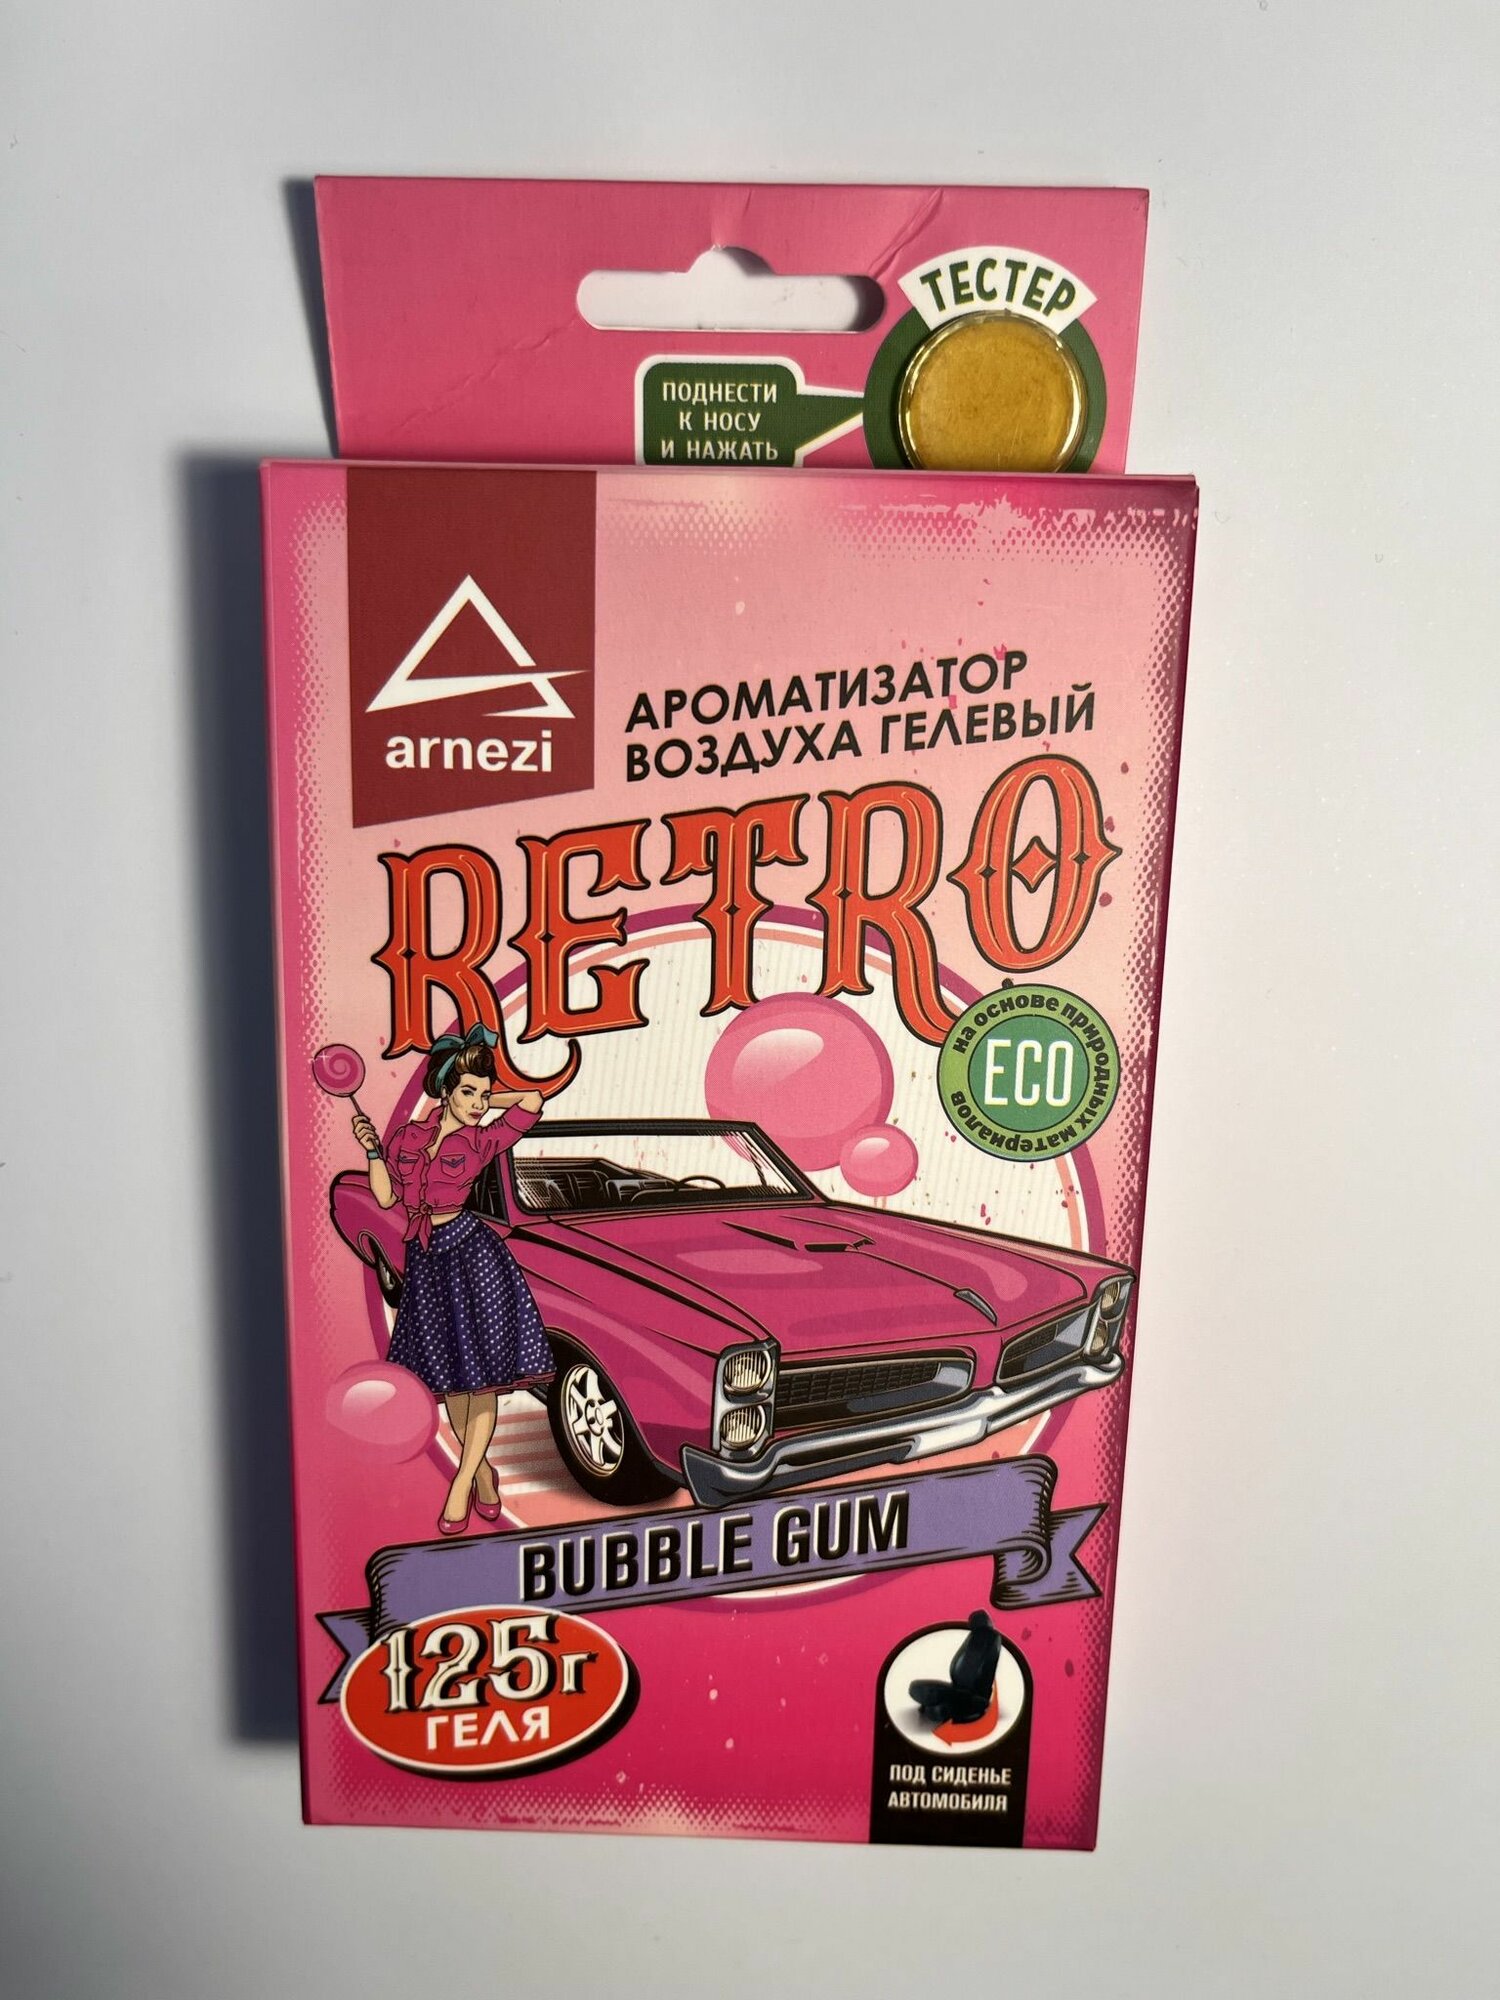 ТЕСТЕР
ПОДНЕСТИ
К НОСУ
И НАЖАТЬ
arnezi
АРОМАТИЗАТОР
ВОЗДУХА ГЕЛЕВЫЙ
RETRO
на основе природных материалов
ECO
BUBBLE GUM
125г
ГЕЛЯ
ПОД СИДЕНЬЕ
АВТОМОБИЛЯ